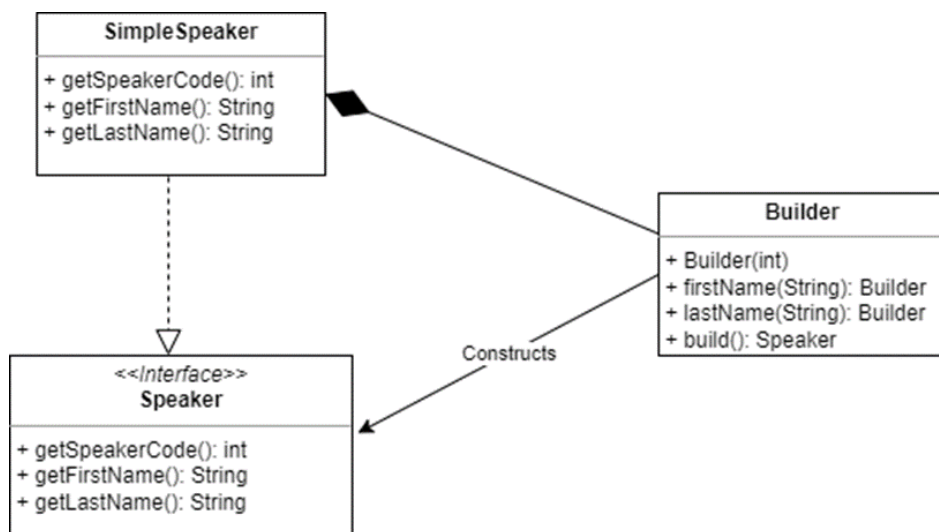 SimpleSpeaker
+ getSpeakerCode(): int
+ getFirstName(): String
+ getLastName(): String
Builder
+ Builder(int)
+ firstName(String): Builder
+ lastName(String): Builder
+ build(): Speaker
Constructs
<<Interface>>
Speaker
+ getSpeakerCode(): int
+ getFirstName(): String
+ getLastName(): String